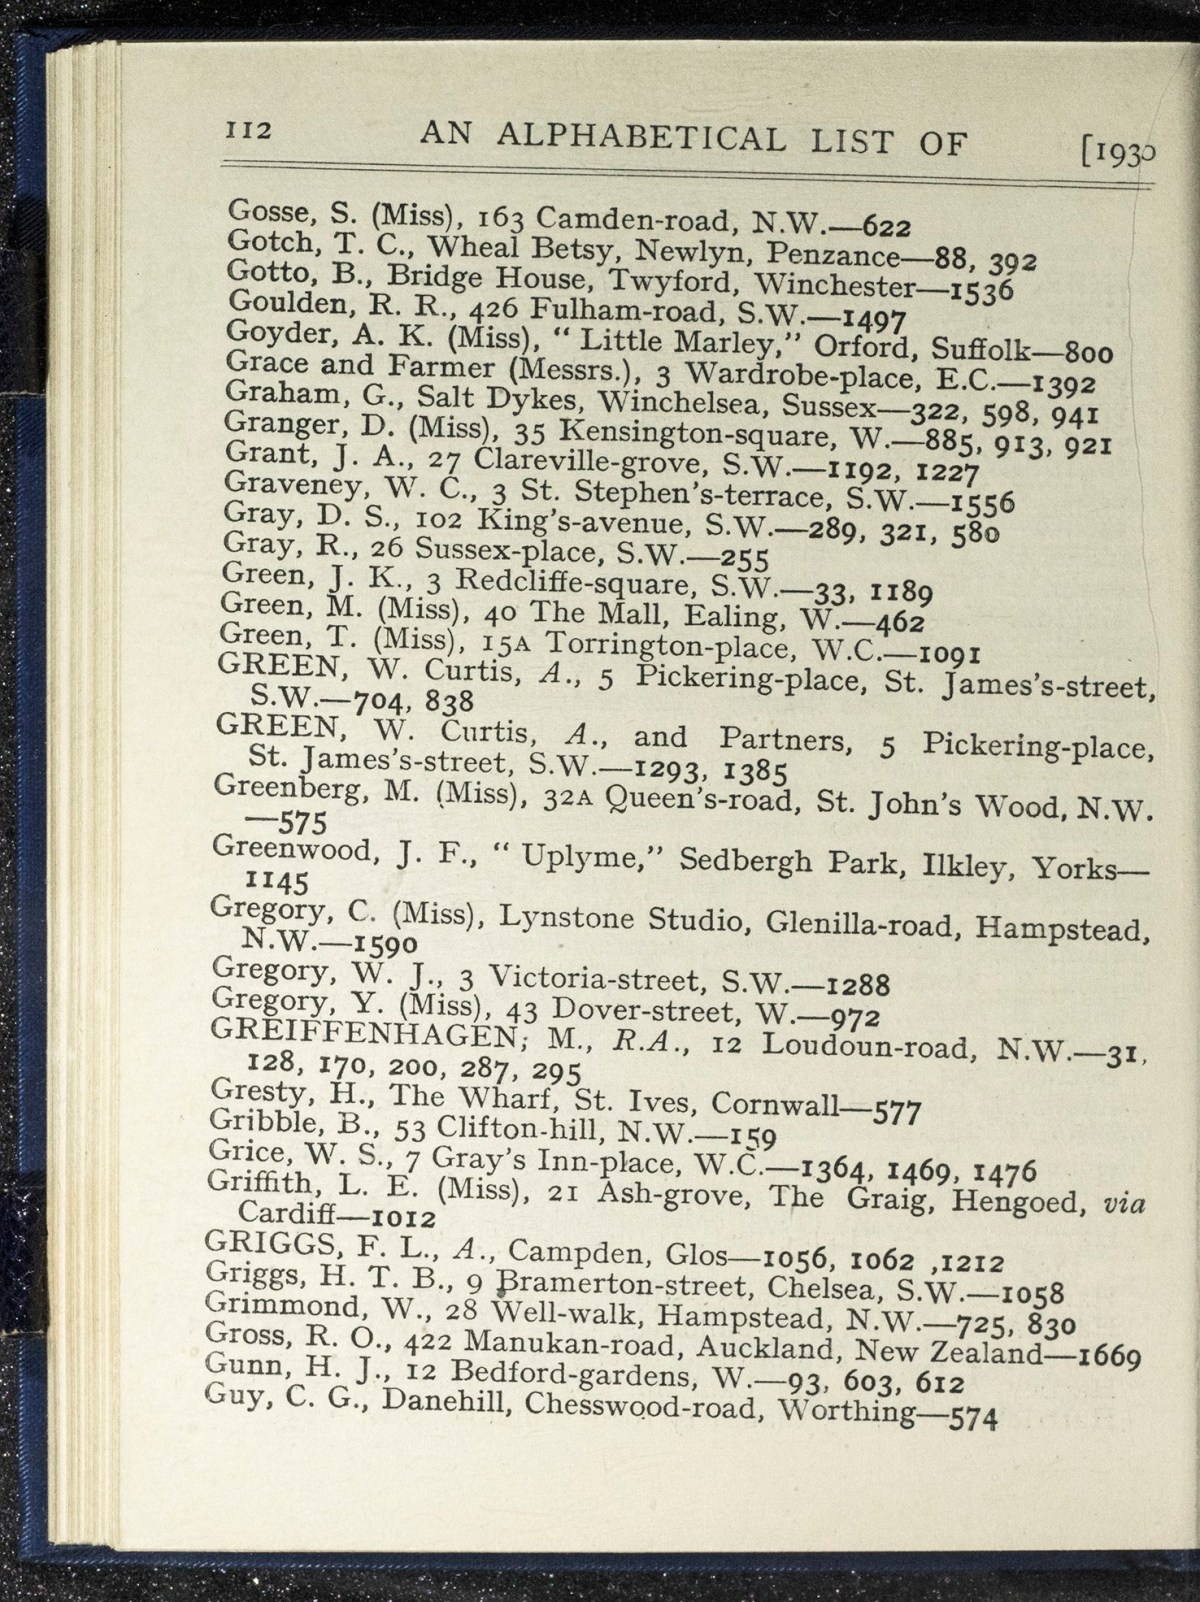 112 AN ALPHABETICAL LIST OF [1930
Gosse, S. (Miss), 163 Camden-road, N.W.—622
Gotch, T. C., Wheal Betsy, Newlyn, Penzance—88, 392
Gotto, B., Bridge House, Twyford, Winchester—1536
Goulden, R. R., 426 Fulham-road, S.W.—1497
Goyder, A. K. (Miss), “ Little Marley,” Orford, Suffolk—800
Grace and Farmer (Messrs.), 3 Wardrobe-place, E.C.—1392
Graham, G., Salt Dykes, Winchelsea, Sussex—322, 598, 941
Granger, D. (Miss), 35 Kensington-square, W.—885, 913, 921
Grant, J. A., 27 Clareville-grove, S.W.—1192, 1227
Graveney, W. C., 3 St. Stephen’s-terrace, S.W.—1556
Gray, D. S., 102 King’s-avenue, S.W.—289, 321, 580
Gray, R., 26 Sussex-place, S.W.—255
Green, J. K., 3 Redcliffe-square, S.W.—33, 1189
Green, M. (Miss), 40 The Mall, Ealing, W.—462
Green, T. (Miss), 15A Torrington-place, W.C.—1091
GREEN, W. Curtis, A., 5 Pickering-place, St. James’s-street,
S.W.—704, 838
GREEN, W. Curtis, A., and Partners, 5 Pickering-place,
St. James’s-street, S.W.—1293, 1385
Greenberg, M. (Miss), 32A Queen’s-road, St. John’s Wood, N.W.
—575
Greenwood, J. F., “ Uplyme,” Sedbergh Park, Ilkley, Yorks—
1145
Gregory, C. (Miss), Lynstone Studio, Glenilla-road, Hampstead,
N.W.—1590
Gregory, W. J., 3 Victoria-street, S.W.—1288
Gregory, Y. (Miss), 43 Dover-street, W.—972
GREIFFENHAGEN, M., R.A., 12 Loudoun-road, N.W.—31,
128, 170, 200, 287, 295
Gresty, H., The Wharf, St. Ives, Cornwall—577
Gribble, B., 53 Clifton-hill, N.W.—159
Grice, W. S., 7 Gray’s Inn-place, W.C.—1364, 1469, 1476
Griffith, L. E. (Miss), 21 Ash-grove, The Graig, Hengoed, via
Cardiff—1012
GRIGGS, F. L., A., Campden, Glos—1056, 1062 ,1212
Griggs, H. T. B., 9 Bramerton-street, Chelsea, S.W.—1058
Grimmond, W., 28 Well-walk, Hampstead, N.W.—725, 830
Gross, R. O., 422 Manukan-road, Auckland, New Zealand—1669
Gunn, H. J., 12 Bedford-gardens, W.—93, 603, 612
Guy, C. G., Danehill, Chesswood-road, Worthing—574